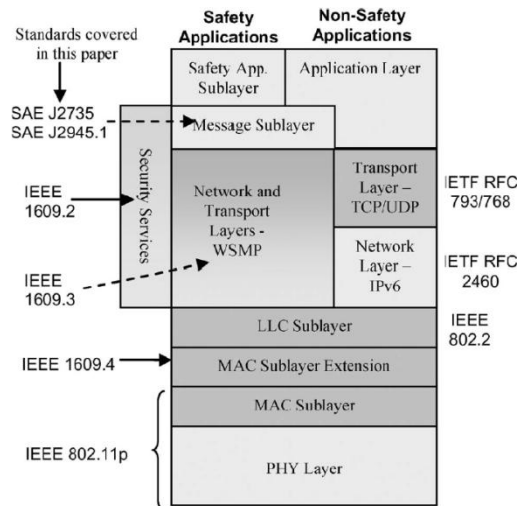 Standards covered
in this paper
Safety
Applications
Non-Safety
Applications
Safety App.
Sublayer
Application Layer
SAE J2735
SAE J2945.1
Message Sublayer
Security Services
IEEE
1609.2
Network and
Transport
Layers -
WSMP
Transport
Layer –
TCP/UDP
IETF RFC
793/768
IEEE
1609.3
Network
Layer –
IPv6
IETF RFC
2460
LLC Sublayer
IEEE
802.2
IEEE 1609.4
MAC Sublayer Extension
MAC Sublayer
IEEE 802.11p
PHY Layer